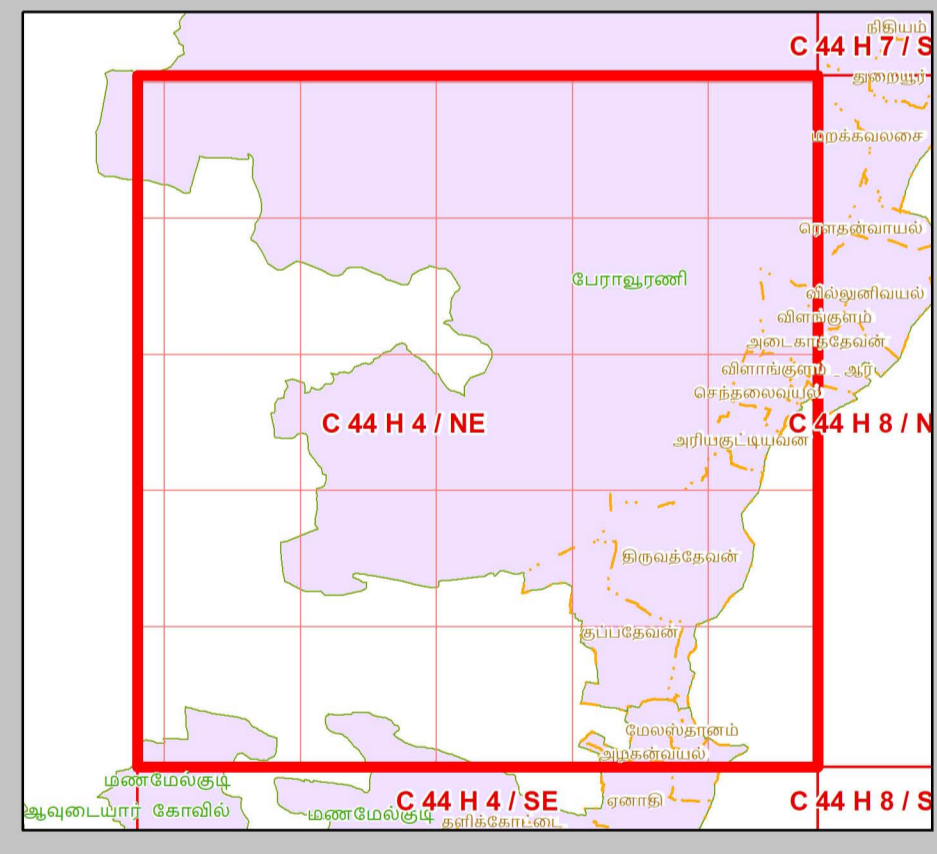 நிகியம்
C 44 H 7 / S
துறையூர்
மறக்கவலசை
ரௌதன்வாயல்
பேராவூரணி
வில்லுனிவயல்
விளங்குளம்
அடைகாத்தேவன்
விளாங்குளம் _ ஆர்
செந்தலைவயல்
C 44 H 4 / NE
C 44 H 8 / N
அரியகுட்டியவன
திருவத்தேவன்
குப்பதேவன்
மேலஸ்தானம்
அழகன்வயல்
மணமேல்குடி
ஆவுடையார் கோவில்
மணமேல்குடி
C 44 H 4 / SE
ஏனாதி
C 44 H 8 / S
தளிக்கோட்டை